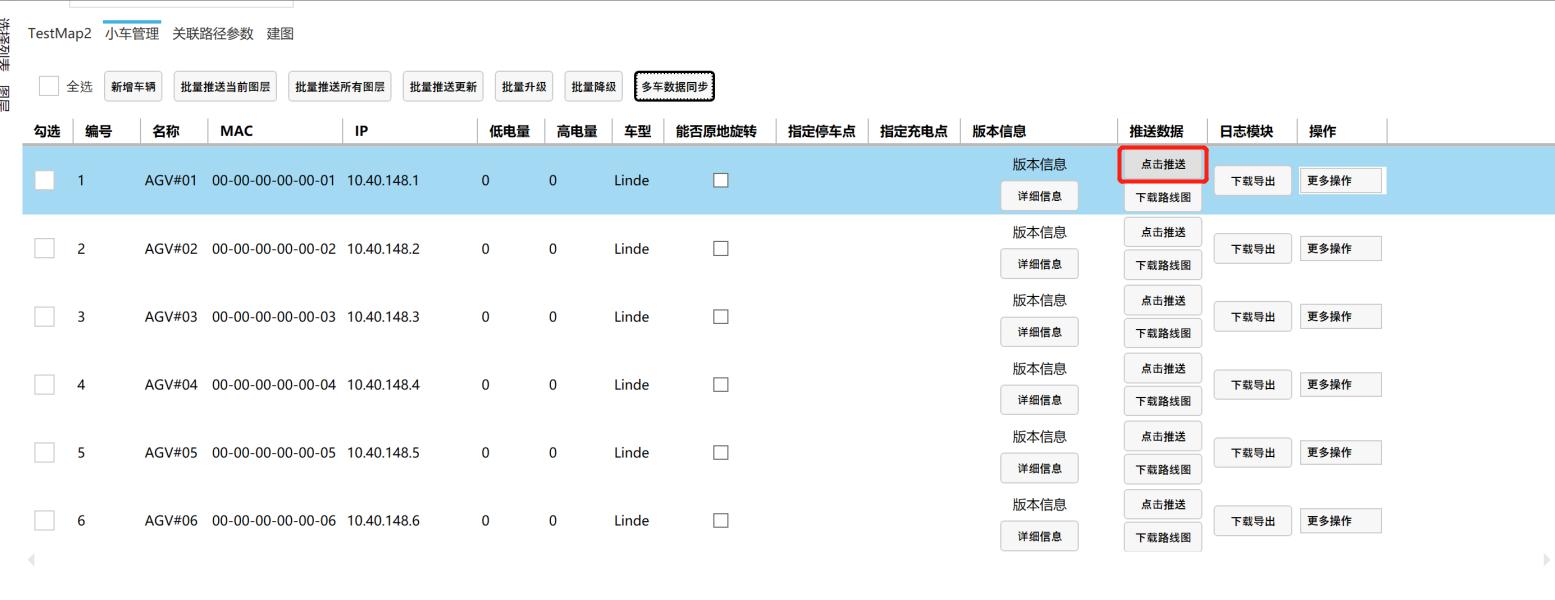 选择列表 图层
TestMap2 小车管理 关联路径参数 建图
全选 新增车辆 批量推送当前图层 批量推送所有图层 批量推送更新 批量升级 批量降级 多车数据同步
勾选 编号 名称 MAC IP 低电量 高电量 车型 能否原地旋转 指定停车点 指定充电点 版本信息 推送数据 日志模块 操作
版本信息 点击推送
1 AGV#01 00-00-00-00-00-01 10.40.148.1 0 0 Linde 下载导出 更多操作
详细信息 下载路线图
版本信息 点击推送
2 AGV#02 00-00-00-00-00-02 10.40.148.2 0 0 Linde 下载导出 更多操作
详细信息 下载路线图
版本信息 点击推送
3 AGV#03 00-00-00-00-00-03 10.40.148.3 0 0 Linde 下载导出 更多操作
详细信息 下载路线图
版本信息 点击推送
4 AGV#04 00-00-00-00-00-04 10.40.148.4 0 0 Linde 下载导出 更多操作
详细信息 下载路线图
版本信息 点击推送
5 AGV#05 00-00-00-00-00-05 10.40.148.5 0 0 Linde 下载导出 更多操作
详细信息 下载路线图
版本信息 点击推送
6 AGV#06 00-00-00-00-00-06 10.40.148.6 0 0 Linde 下载导出 更多操作
详细信息 下载路线图